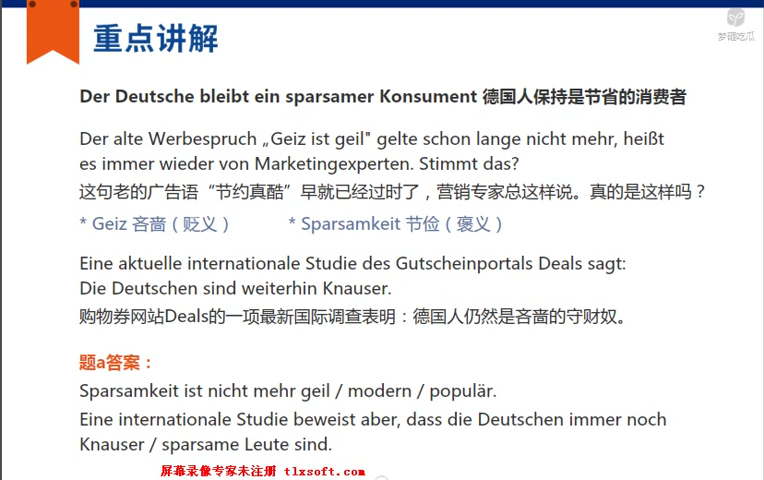 重点讲解
梦砸吃瓜
Der Deutsche bleibt ein sparsamer Konsument 德国人保持是节省的消费者
Der alte Werbespruch „Geiz ist geil" gelte schon lange nicht mehr, heißt
es immer wieder von Marketingexperten. Stimmt das?
这句老的广告语“节约真酷”早就已经过时了，营销专家总这样说。真的是这样吗？
* Geiz 吝啬（贬义） * Sparsamkeit 节俭（褒义）
Eine aktuelle internationale Studie des Gutscheinportals Deals sagt:
Die Deutschen sind weiterhin Knauser.
购物券网站Deals的一项最新国际调查表明：德国人仍然是吝啬的守财奴。
题a答案：
Sparsamkeit ist nicht mehr geil / modern / populär.
Eine internationale Studie beweist aber, dass die Deutschen immer noch
Knauser / sparsame Leute sind.
屏幕录像专家未注册 tlxsoft.com